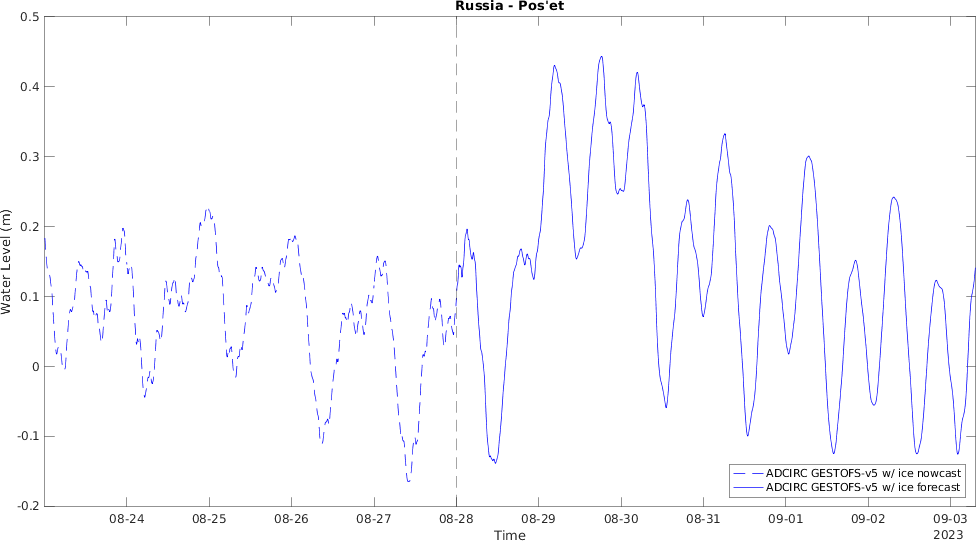 Russia - Pos'et
Water Level (m)
0.5
0.4
0.3
0.2
0.1
0
-0.1
-0.2
ADCIRC GESTOFS-v5 w/ ice nowcast
ADCIRC GESTOFS-v5 w/ ice forecast
08-24 08-25 08-26 08-27 08-28 08-29 08-30 08-31 09-01 09-02 09-03
Time
2023